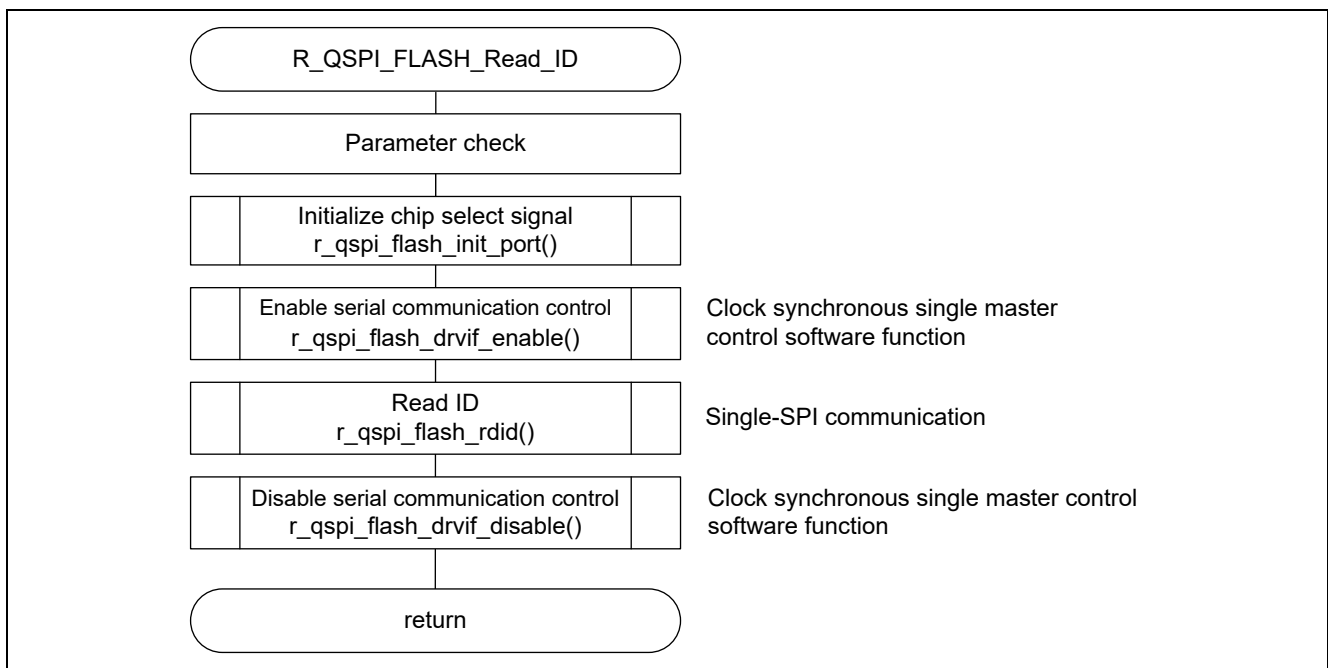 R_QSPI_FLASH_Read_ID
Parameter check
Initialize chip select signal
r_qspi_flash_init_port()
Enable serial communication control
r_qspi_flash_drvif_enable()
Clock synchronous single master
control software function
Read ID
r_qspi_flash_rdid()
Single-SPI communication
Disable serial communication control
r_qspi_flash_drvif_disable()
Clock synchronous single master control
software function
return